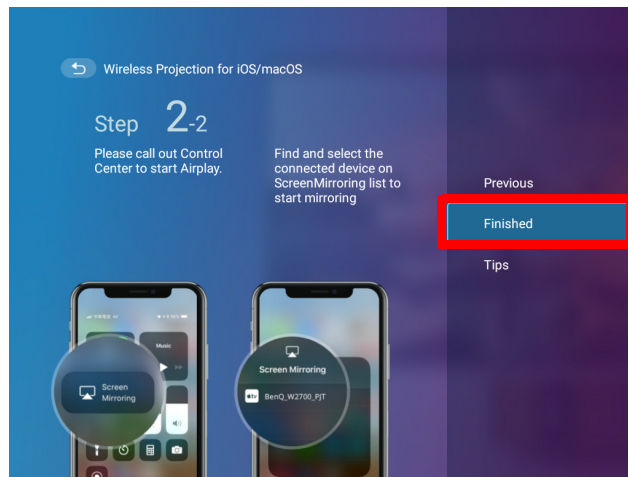 Wireless Projection for iOS/macOS
Step 2-2
Please call out Control
Center to start Airplay.
Find and select the
connected device on
ScreenMirroring list to
start mirroring
Previous
Finished
Tips
Music
Screen
Mirroring
Screen Mirroring
tv
BenQ_W2700_PJT